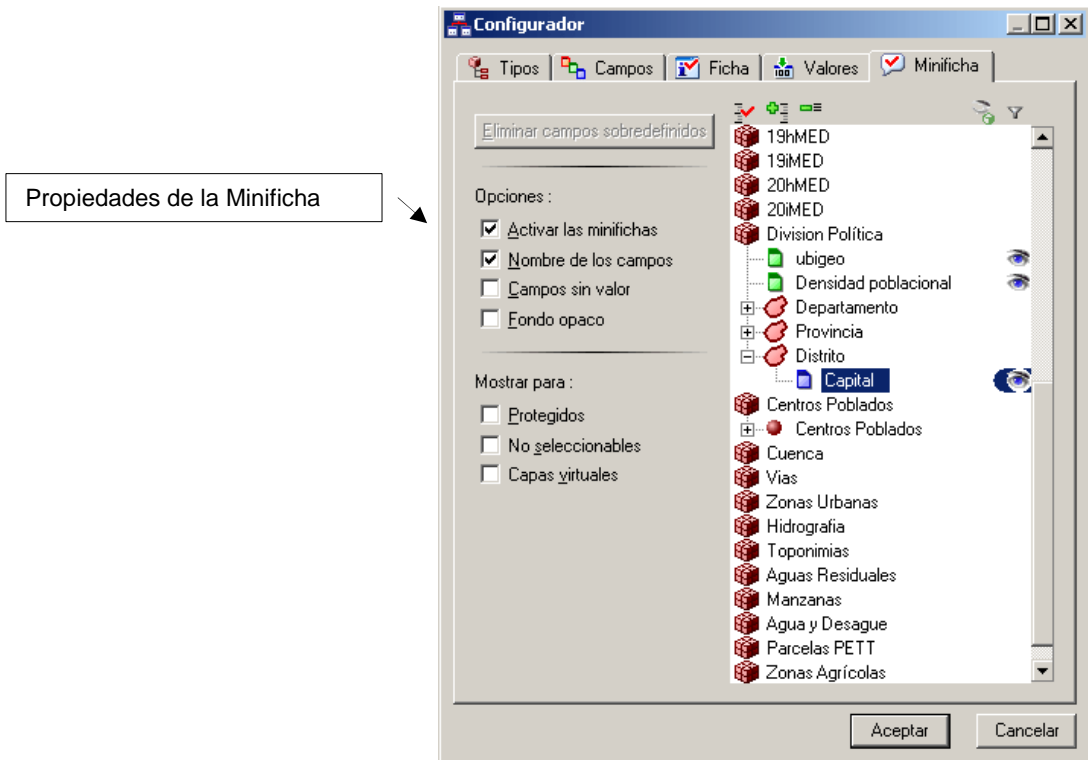 Configurador
Tipos Campos Ficha Valores Minificha
Eliminar campos sobredefinidos
Propiedades de la Minificha
Opciones :
Activar las minifichas
Nombre de los campos
Campos sin valor
Fondo opaco
Mostrar para :
Protegidos
No seleccionables
Capas virtuales
19hMED
19iMED
20hMED
20iMED
Division Política
ubigeo
Densidad poblacional
Departamento
Provincia
Distrito
Capital
Centros Poblados
Centros Poblados
Cuenca
Vias
Zonas Urbanas
Hidrografia
Toponimias
Aguas Residuales
Manzanas
Agua y Desague
Parcelas PETT
Zonas Agrícolas
Aceptar Cancelar